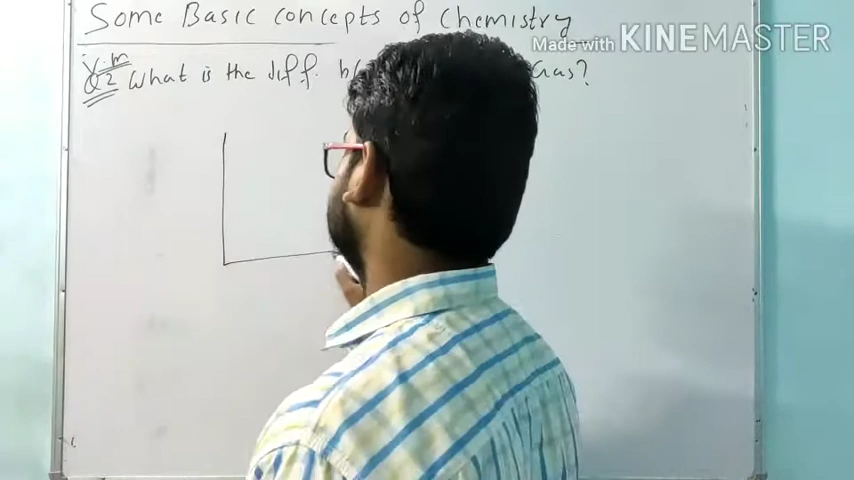 Some Basic concepts of Chemistry
Made with KINEMASTER
V.m
Q2 What is the diff. b/ Gas?